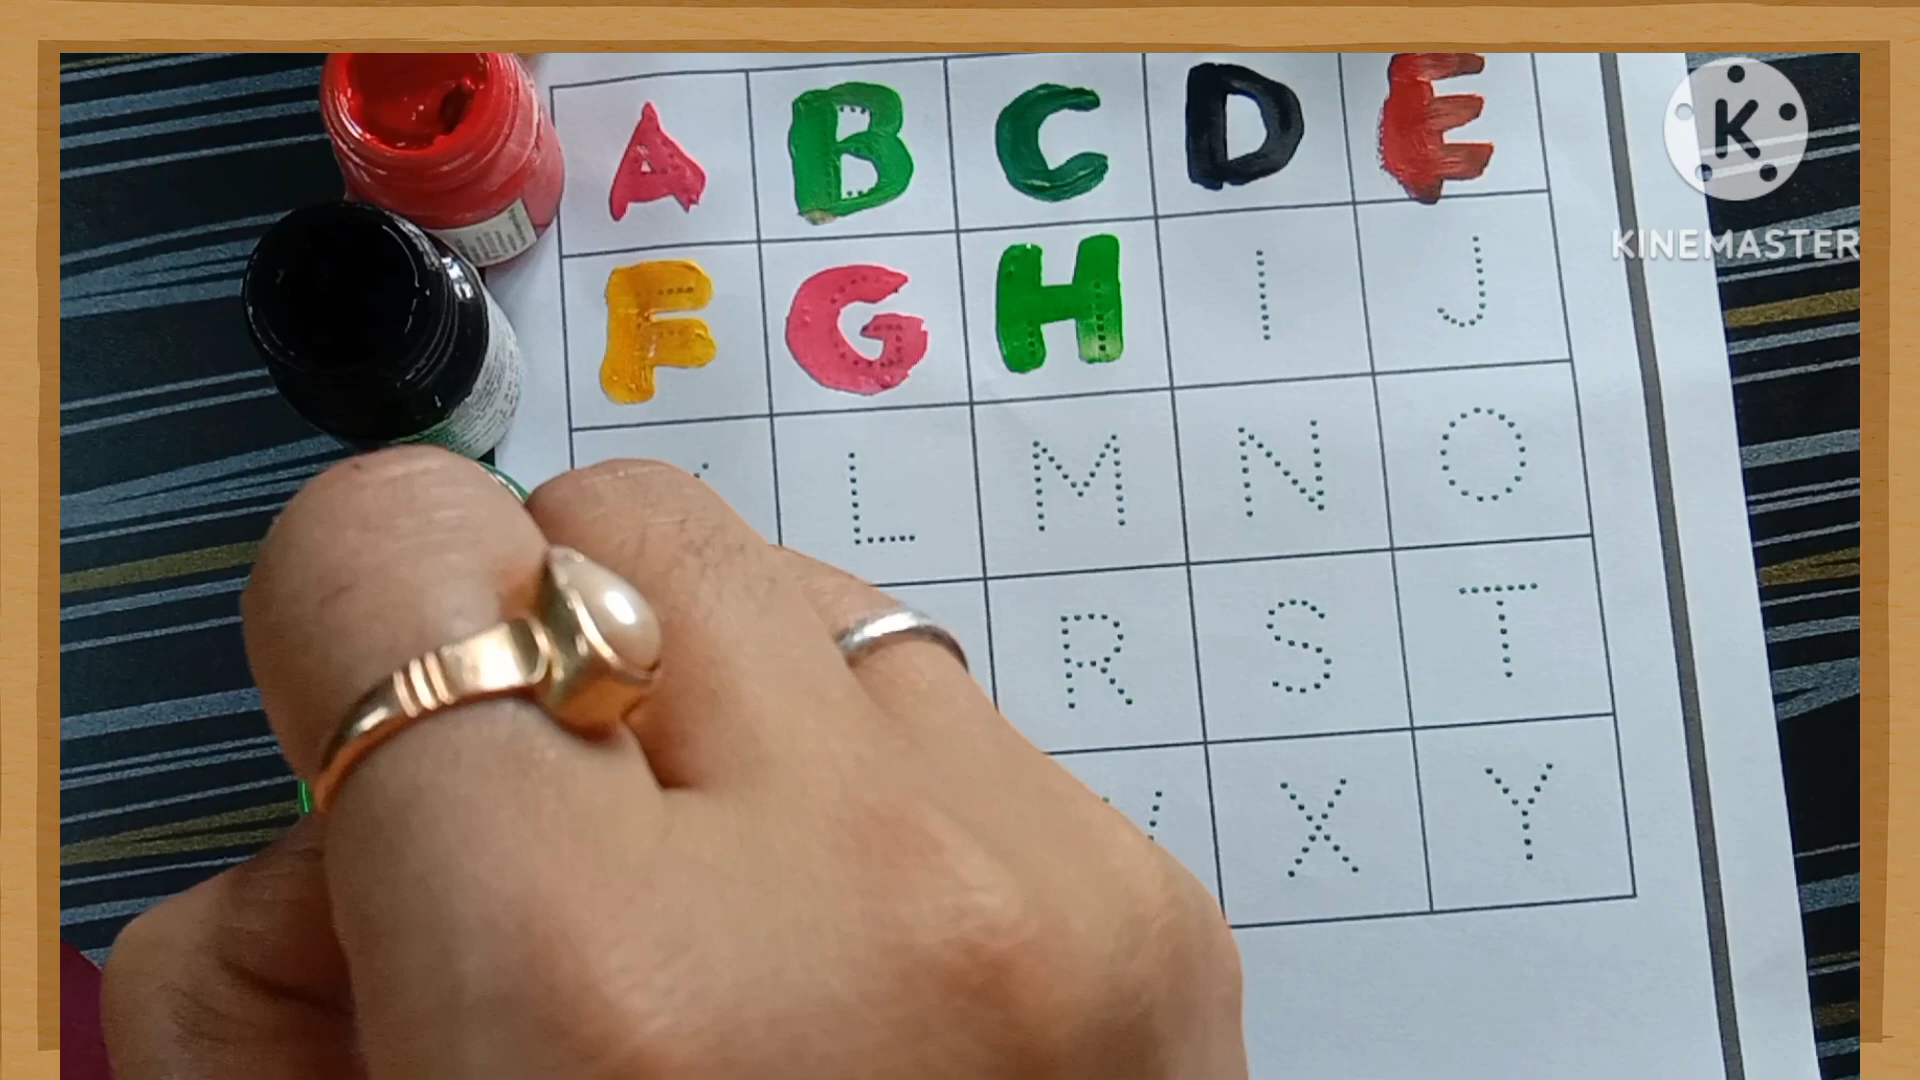 A B C D E
K
KINEMASTER
F G H I J
L M N O
R S T
X Y